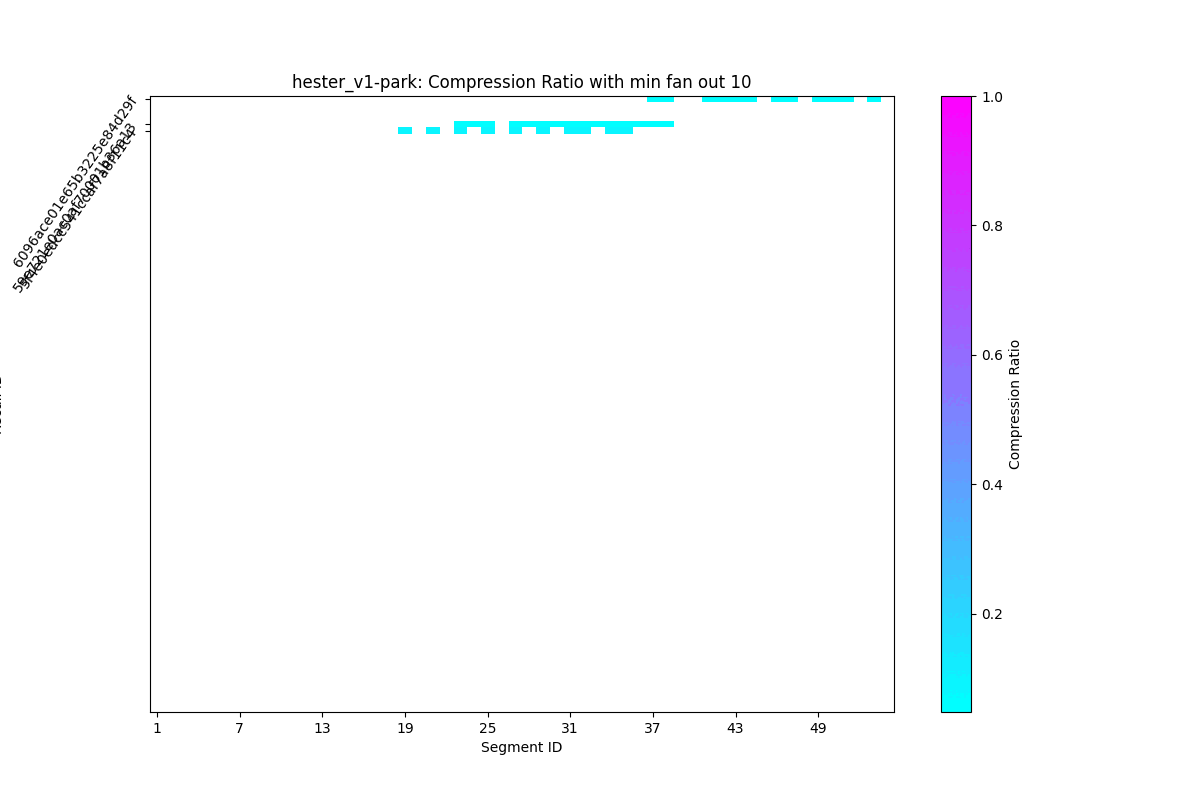 hester_v1-park: Compression Ratio with min fan out 10
6096ace01e65b3225e84d29f
1.0
0.8
0.6
0.4
0.2
Compression Ratio
1 7 13 19 25 31 37 43 49
Segment ID